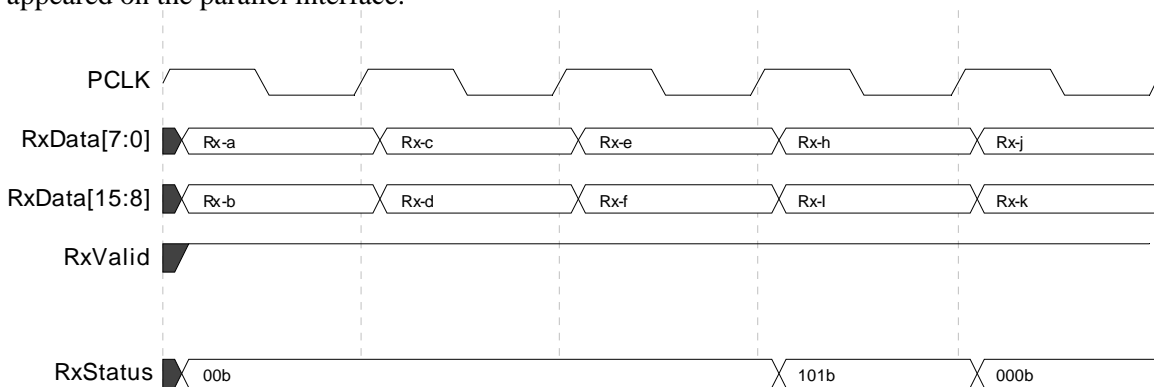 appeared on the parallel interface.
PCLK
RxData[7:0] Rx-a Rx-c Rx-e Rx-h Rx-j
RxData[15:8] Rx-b Rx-d Rx-f Rx-I Rx-k
RxValid
RxStatus 00b 101b 000b